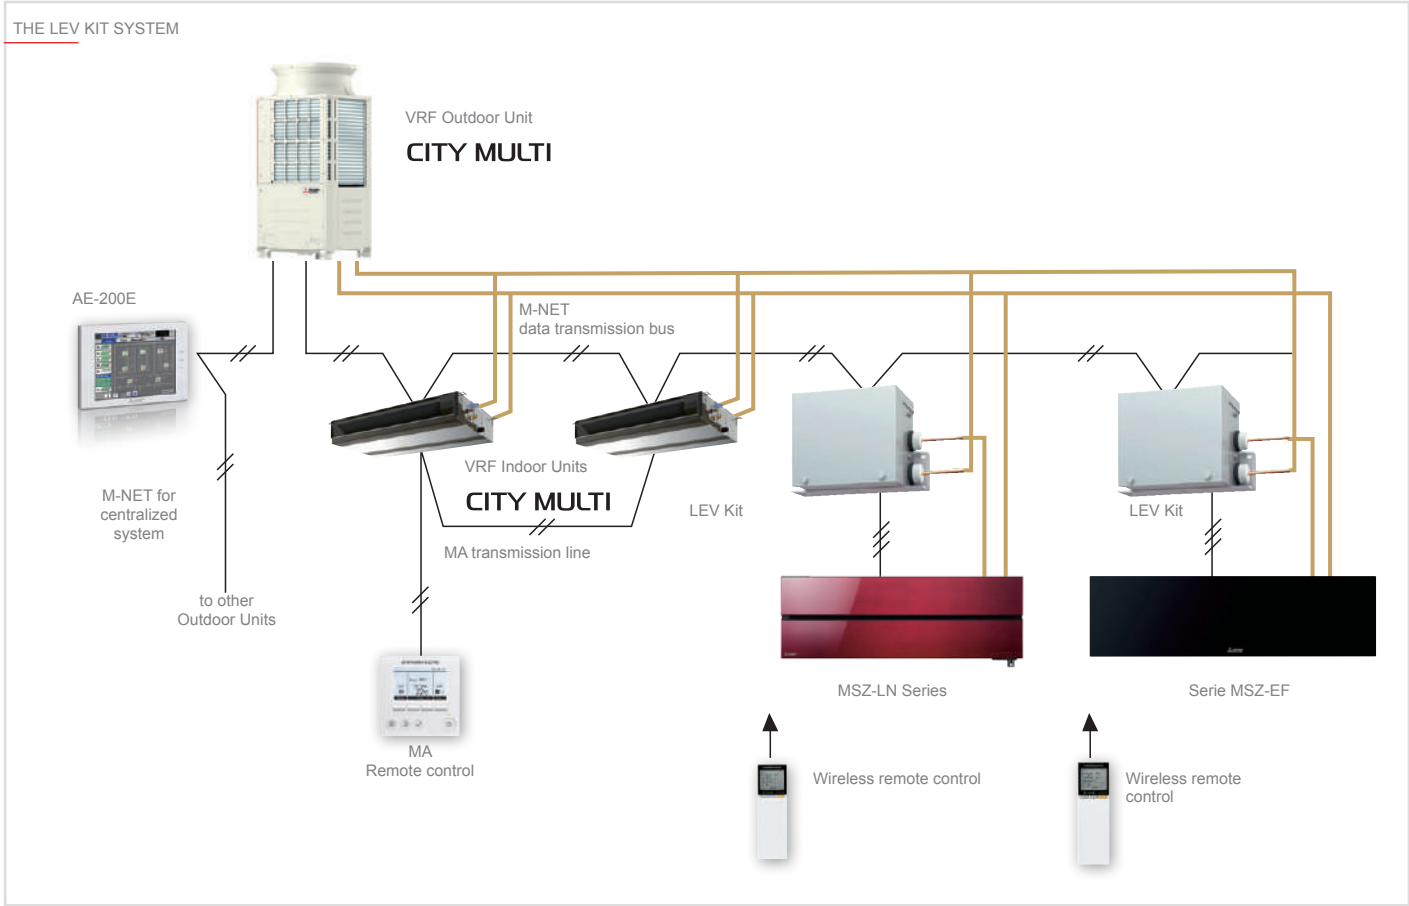 THE LEV KIT SYSTEM
VRF Outdoor Unit
CITY MULTI
AE-200E
M-NET
data transmission bus
VRF Indoor Units
CITY MULTI
M-NET for
centralized
system
LEV Kit
LEV Kit
MA transmission line
to other
Outdoor Units
MSZ-LN Series
Serie MSZ-EF
MA
Remote control
Wireless remote control
Wireless remote
control